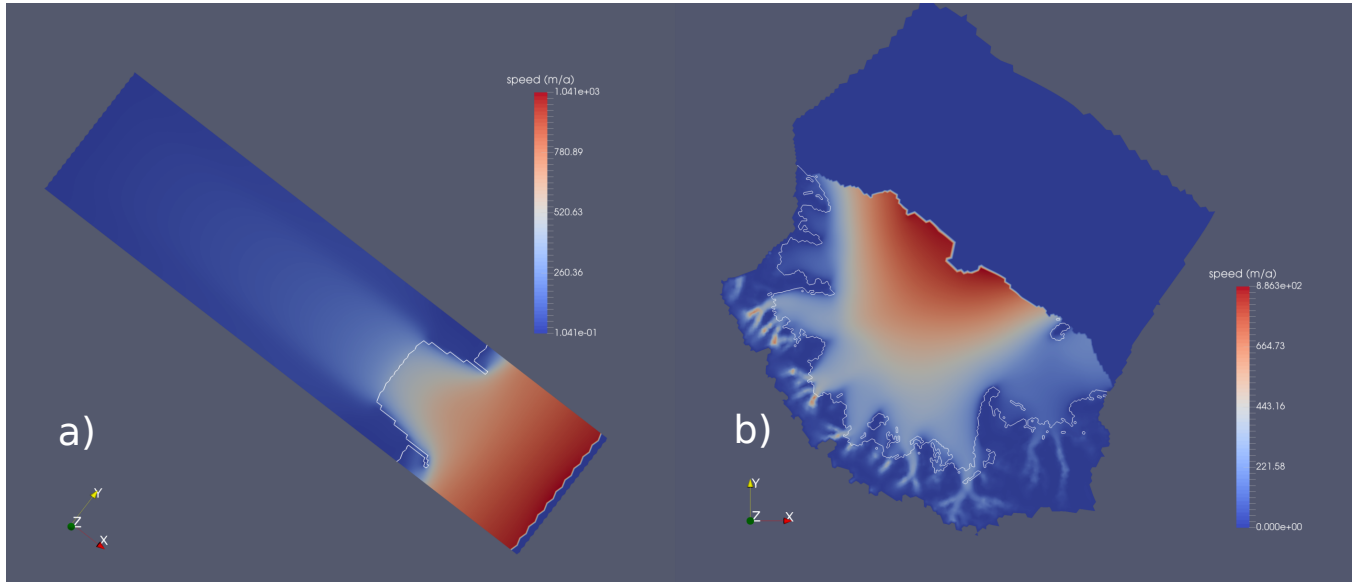 speed (m/a)
1.041e+03
780.89
520.63
260.36
1.041e-01
a)
Y
Z
X
speed (m/a)
8.863e+02
664.73
443.16
221.58
0.000e+00
b)
Y
Z
X